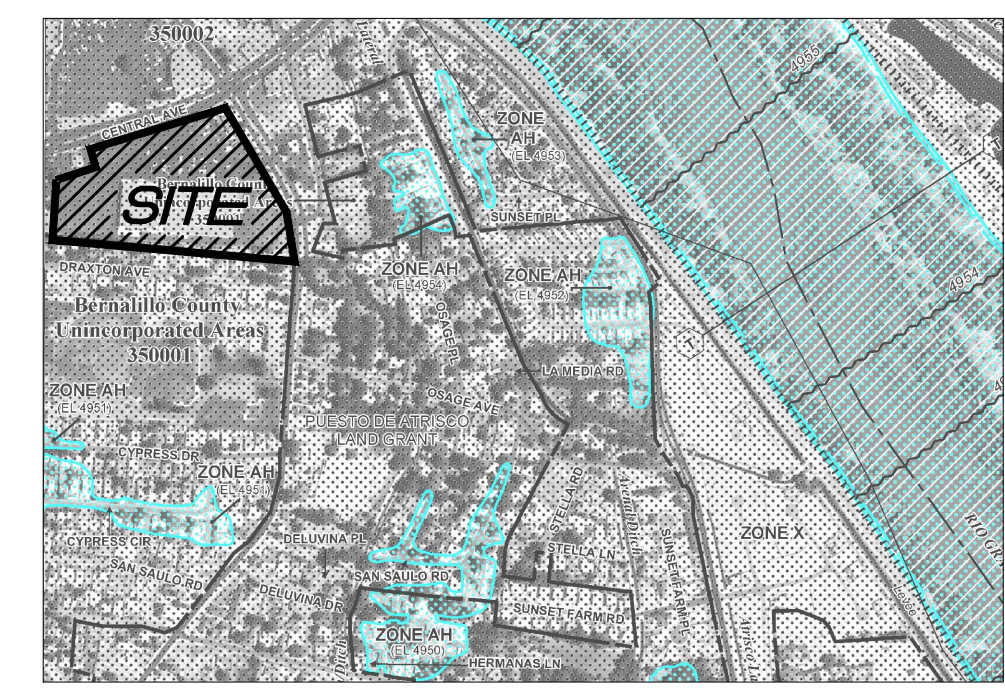 350002
Lateral
CENTRAL AVE
SITE
ZONE
AH
(EL 4953)
4955
SUNSET PL
DRAXTON AVE
ZONE AH
(EL 4954)
ZONE AH
(EL 4952)
4954
Bernalillo County
Unincorporated Areas
350001
OSAGE PL
T
LA MEDIA RD
ZONE AH
(EL 4951)
OSAGE AVE
PUESTO DE ATRISCO
LAND GRANT
CYPRESS DR
ZONE AH
(EL 4951)
STELLA RD
Arenal Ditch
ZONE X
CYPRESS CIR
DELUVINA PL
STELLA LN
SUNSET FARM PL
SAN SAULO RD
SAN SAULO RD
DELUVINA DR
SUNSET FARM RD
Levee
ZONE AH
(EL 4950)
HERMANAS LN
Ditch
Atrisco
RIO